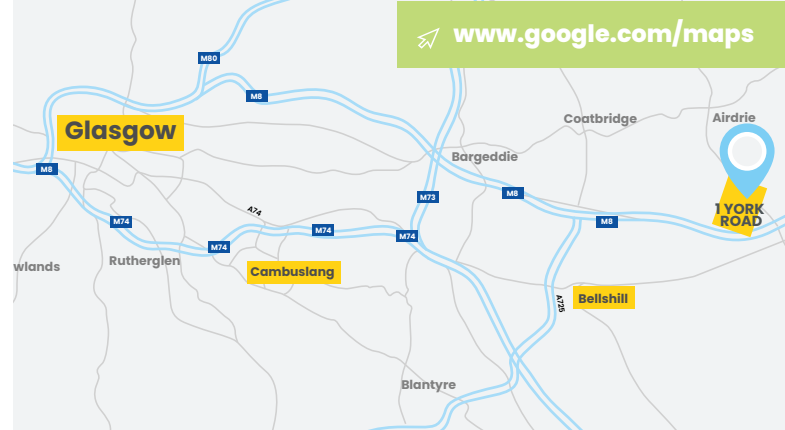 www.google.com/maps
M80
M8
Glasgow
Coatbridge
Airdrie
Bargeddie
M8
M73
M8
A74
1 YORK
ROAD
M74
M74
M8
M74
M74
wlands
Rutherglen
Cambuslang
A725
Bellshill
Blantyre